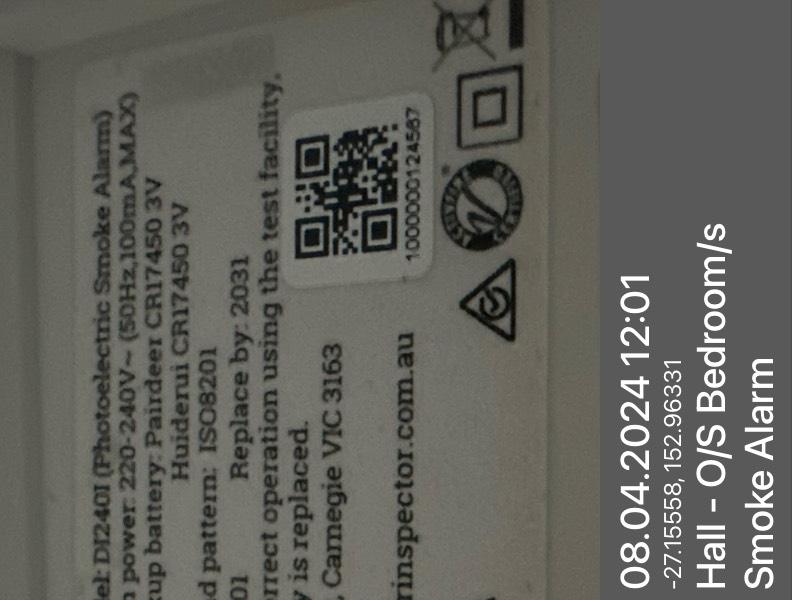 el: DI240I (Photoelectric Smoke Alarm)
n power: 220-240V~ (50Hz,100mA,MAX)
kup battery: Pairdeer CR17450 3V
Huiderui CR17450 3V
d pattern: ISO8201
01 Replace by: 2031
rrect operation using the test facility,
y is replaced.
, Carnegie VIC 3163
rinspector.com.au
1000000124587
08.04.2024 12:01
-27.15558, 152.96331
Hall - O/S Bedroom/s
Smoke Alarm